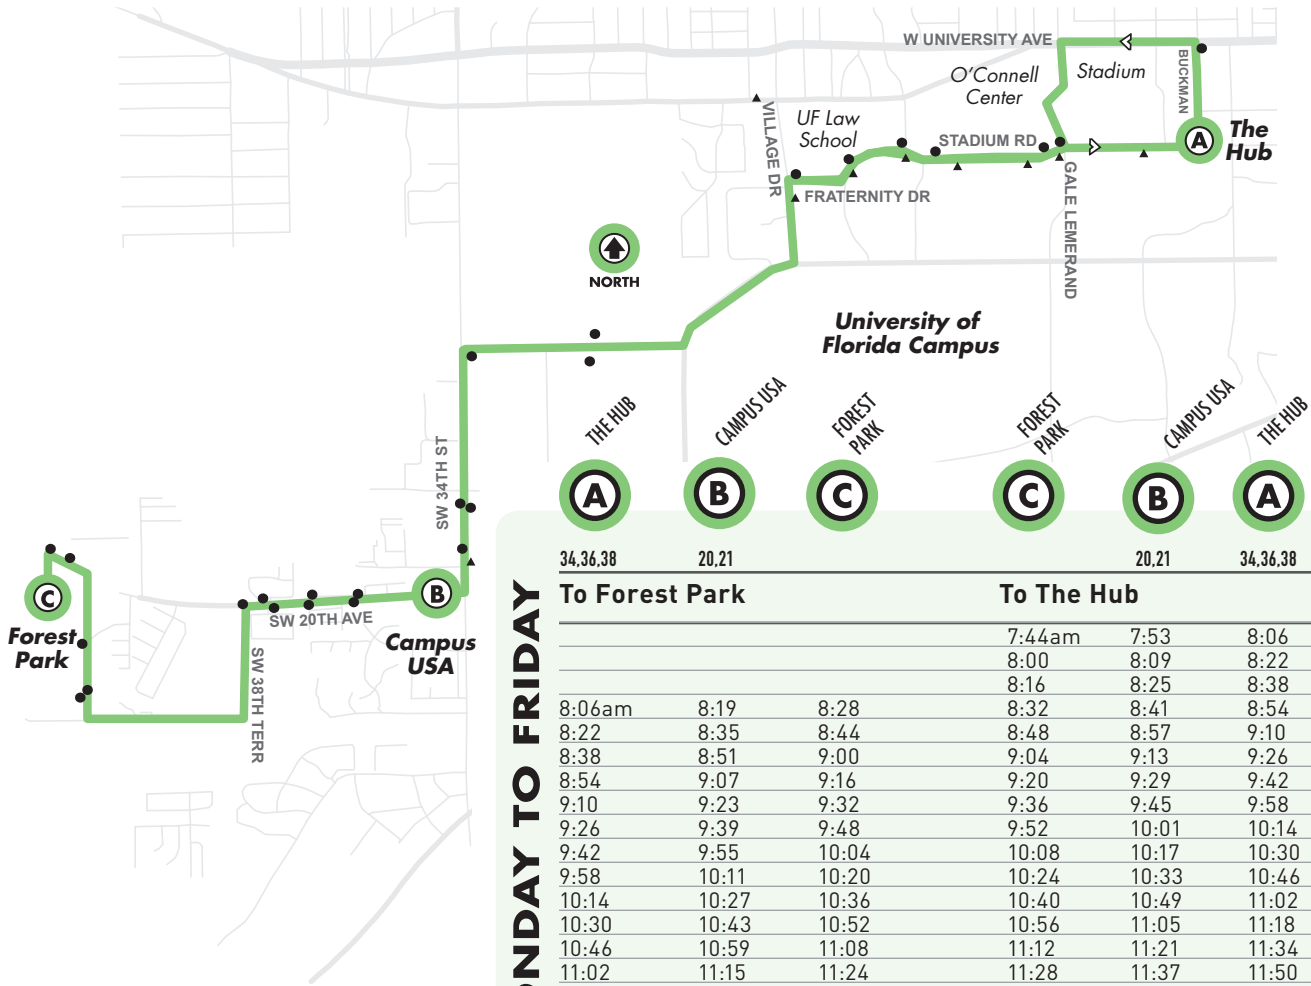 W UNIVERSITY AVE
O'Connell
Center
Stadium
BUCKMAN
A
The
Hub
UF Law
School
STADIUM RD
VILLAGE DR
FRATERNITY DR
GALE LEMERAND
NORTH
University of
Florida Campus
SW 34TH ST
C
Forest
Park
B
Campus
USA
SW 20TH AVE
SW 38TH TERR
THE HUB CAMPUS USA FOREST PARK FOREST PARK CAMPUS USA THE HUB
A B C C B A
34,36,38 20,21 20,21 34,36,38
To Forest Park To The Hub
7:44am 7:53 8:06
8:00 8:09 8:22
8:16 8:25 8:38
8:06am 8:19 8:28 8:32 8:41 8:54
8:22 8:35 8:44 8:48 8:57 9:10
8:38 8:51 9:00 9:04 9:13 9:26
8:54 9:07 9:16 9:20 9:29 9:42
9:10 9:23 9:32 9:36 9:45 9:58
9:26 9:39 9:48 9:52 10:01 10:14
9:42 9:55 10:04 10:08 10:17 10:30
9:58 10:11 10:20 10:24 10:33 10:46
10:14 10:27 10:36 10:40 10:49 11:02
10:30 10:43 10:52 10:56 11:05 11:18
10:46 10:59 11:08 11:12 11:21 11:34
11:02 11:15 11:24 11:28 11:37 11:50
ONDAY TO FRIDAY